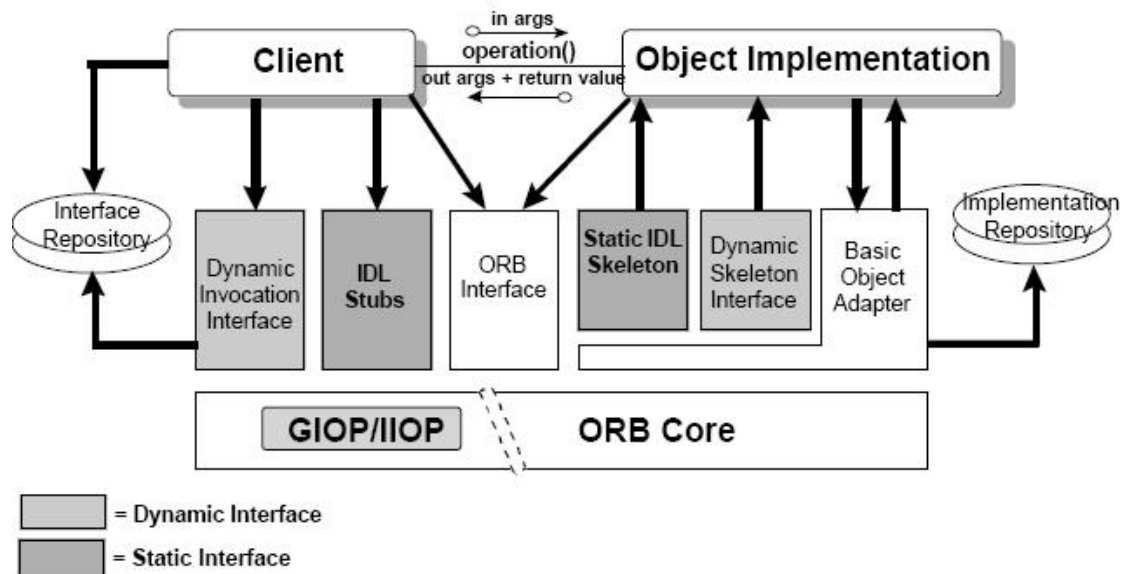 in args
Client
operation()
Object Implementation
out args + return value
Interface
Repository
Dynamic
Invocation
Interface
IDL
Stubs
ORB
Interface
Static IDL
Skeleton
Dynamic
Skeleton
Interface
Basic
Object
Adapter
Implementation
Repository
GIOP/IIOP
ORB Core
= Dynamic Interface
= Static Interface